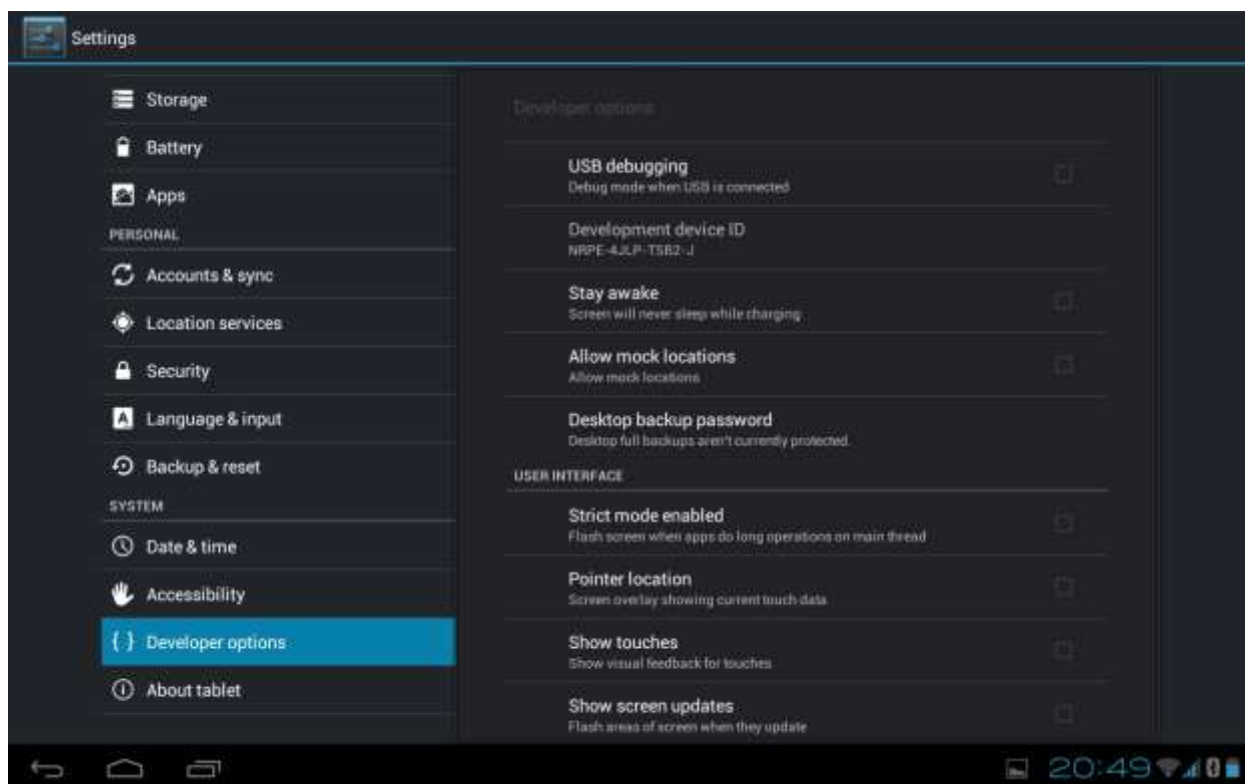 Settings
Storage
Battery
Apps
PERSONAL
Accounts & sync
Location services
Security
Language & input
Backup & reset
SYSTEM
Date & time
Accessibility
{ } Developer options
About tablet
Developer options
USB debugging
Debug mode when USB is connected
Development device ID
NRPE-4JLP-TSB2-J
Stay awake
Screen will never sleep while charging
Allow mock locations
Allow mock locations
Desktop backup password
Desktop full backups aren't currently protected.
USER INTERFACE
Strict mode enabled
Flash screen when apps do long operations on main thread
Pointer location
Screen overlay showing current touch data
Show touches
Show visual feedback for touches
Show screen updates
Flash areas of screen when they update
20:49